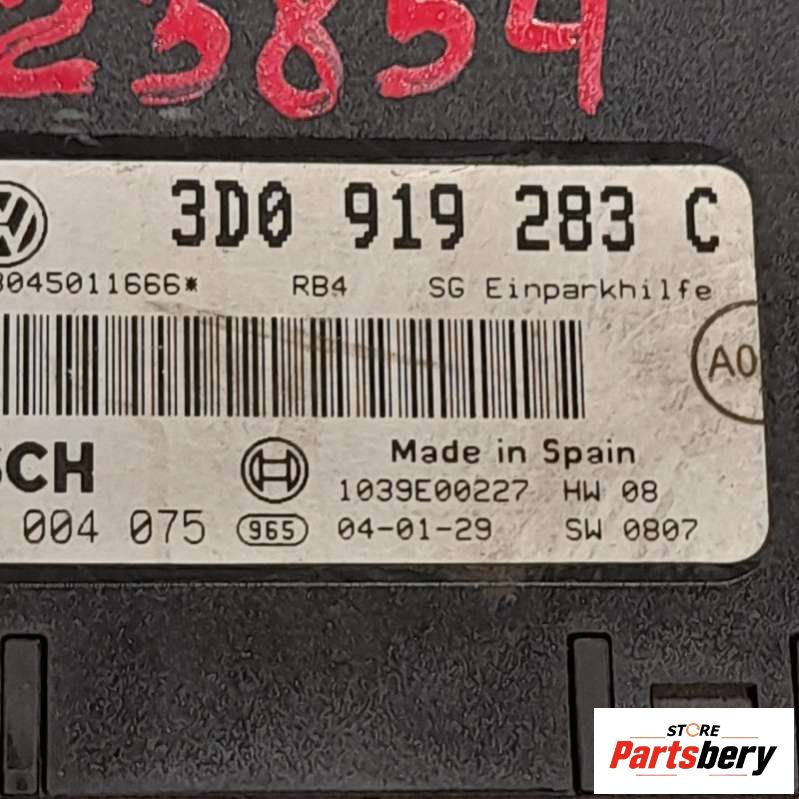 23854
3D0 919 283 C
3045011666* RB4 SG Einparkhilfe
A0
Made in Spain
1039E00227 HW 08
004 075 965 04-01-29 SW 0807
STORE
Partsbery